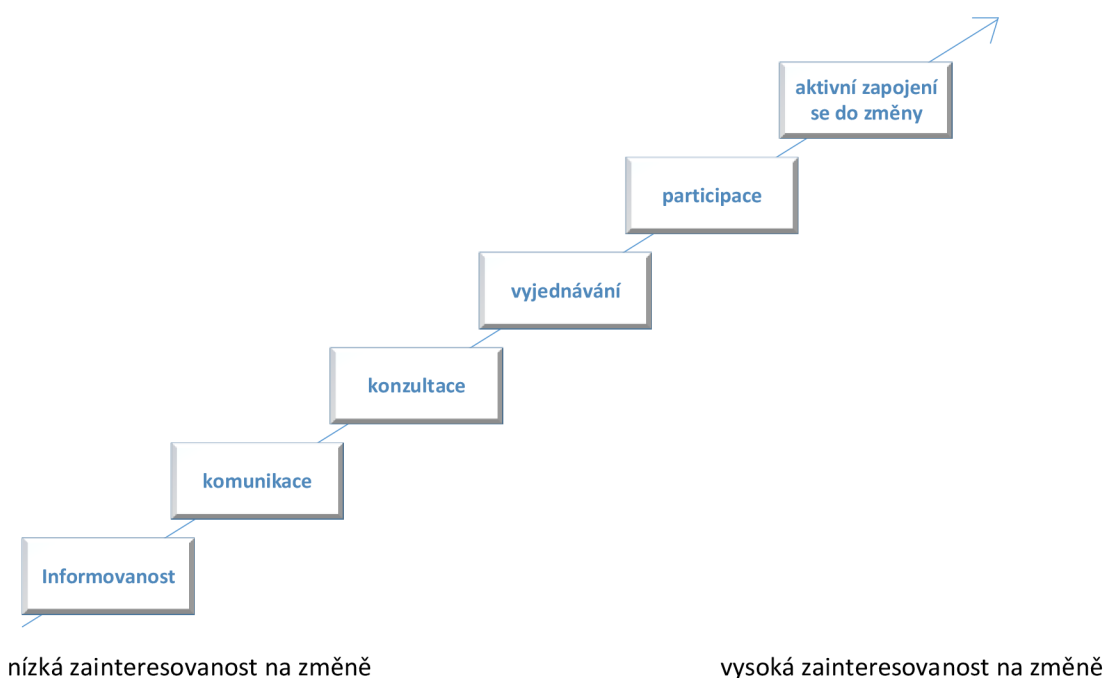 aktivní zapojení
se do změny
participace
vyjednávání
konzultace
komunikace
Informovanost
nízká zainteresovanost na změně
vysoká zainteresovanost na změně